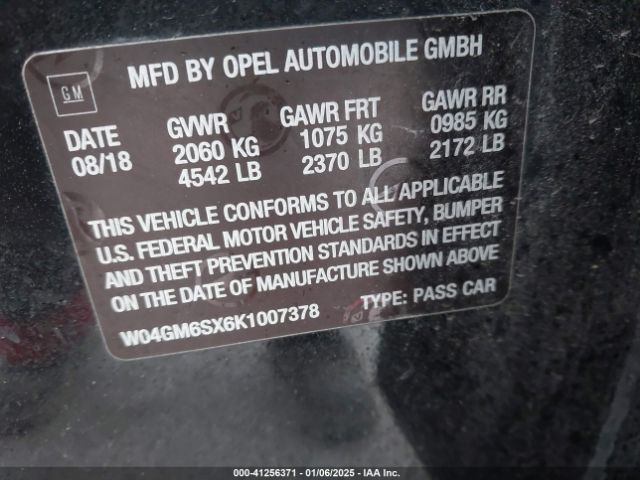 MFD BY OPEL AUTOMOBILE GMBH
GM
DATE GVWR GAWR FRT GAWR RR
08/18 2060 KG 1075 KG 0985 KG
4542 LB 2370 LB 2172 LB
THIS VEHICLE CONFORMS TO ALL APPLICABLE
U.S. FEDERAL MOTOR VEHICLE SAFETY, BUMPER
AND THEFT PREVENTION STANDARDS IN EFFECT
ON THE DATE OF MANUFACTURE SHOWN ABOVE
W04GM6SX6K1007378 TYPE: PASS CAR
000-41256371 | 01/06/2025 | IAA Inc.